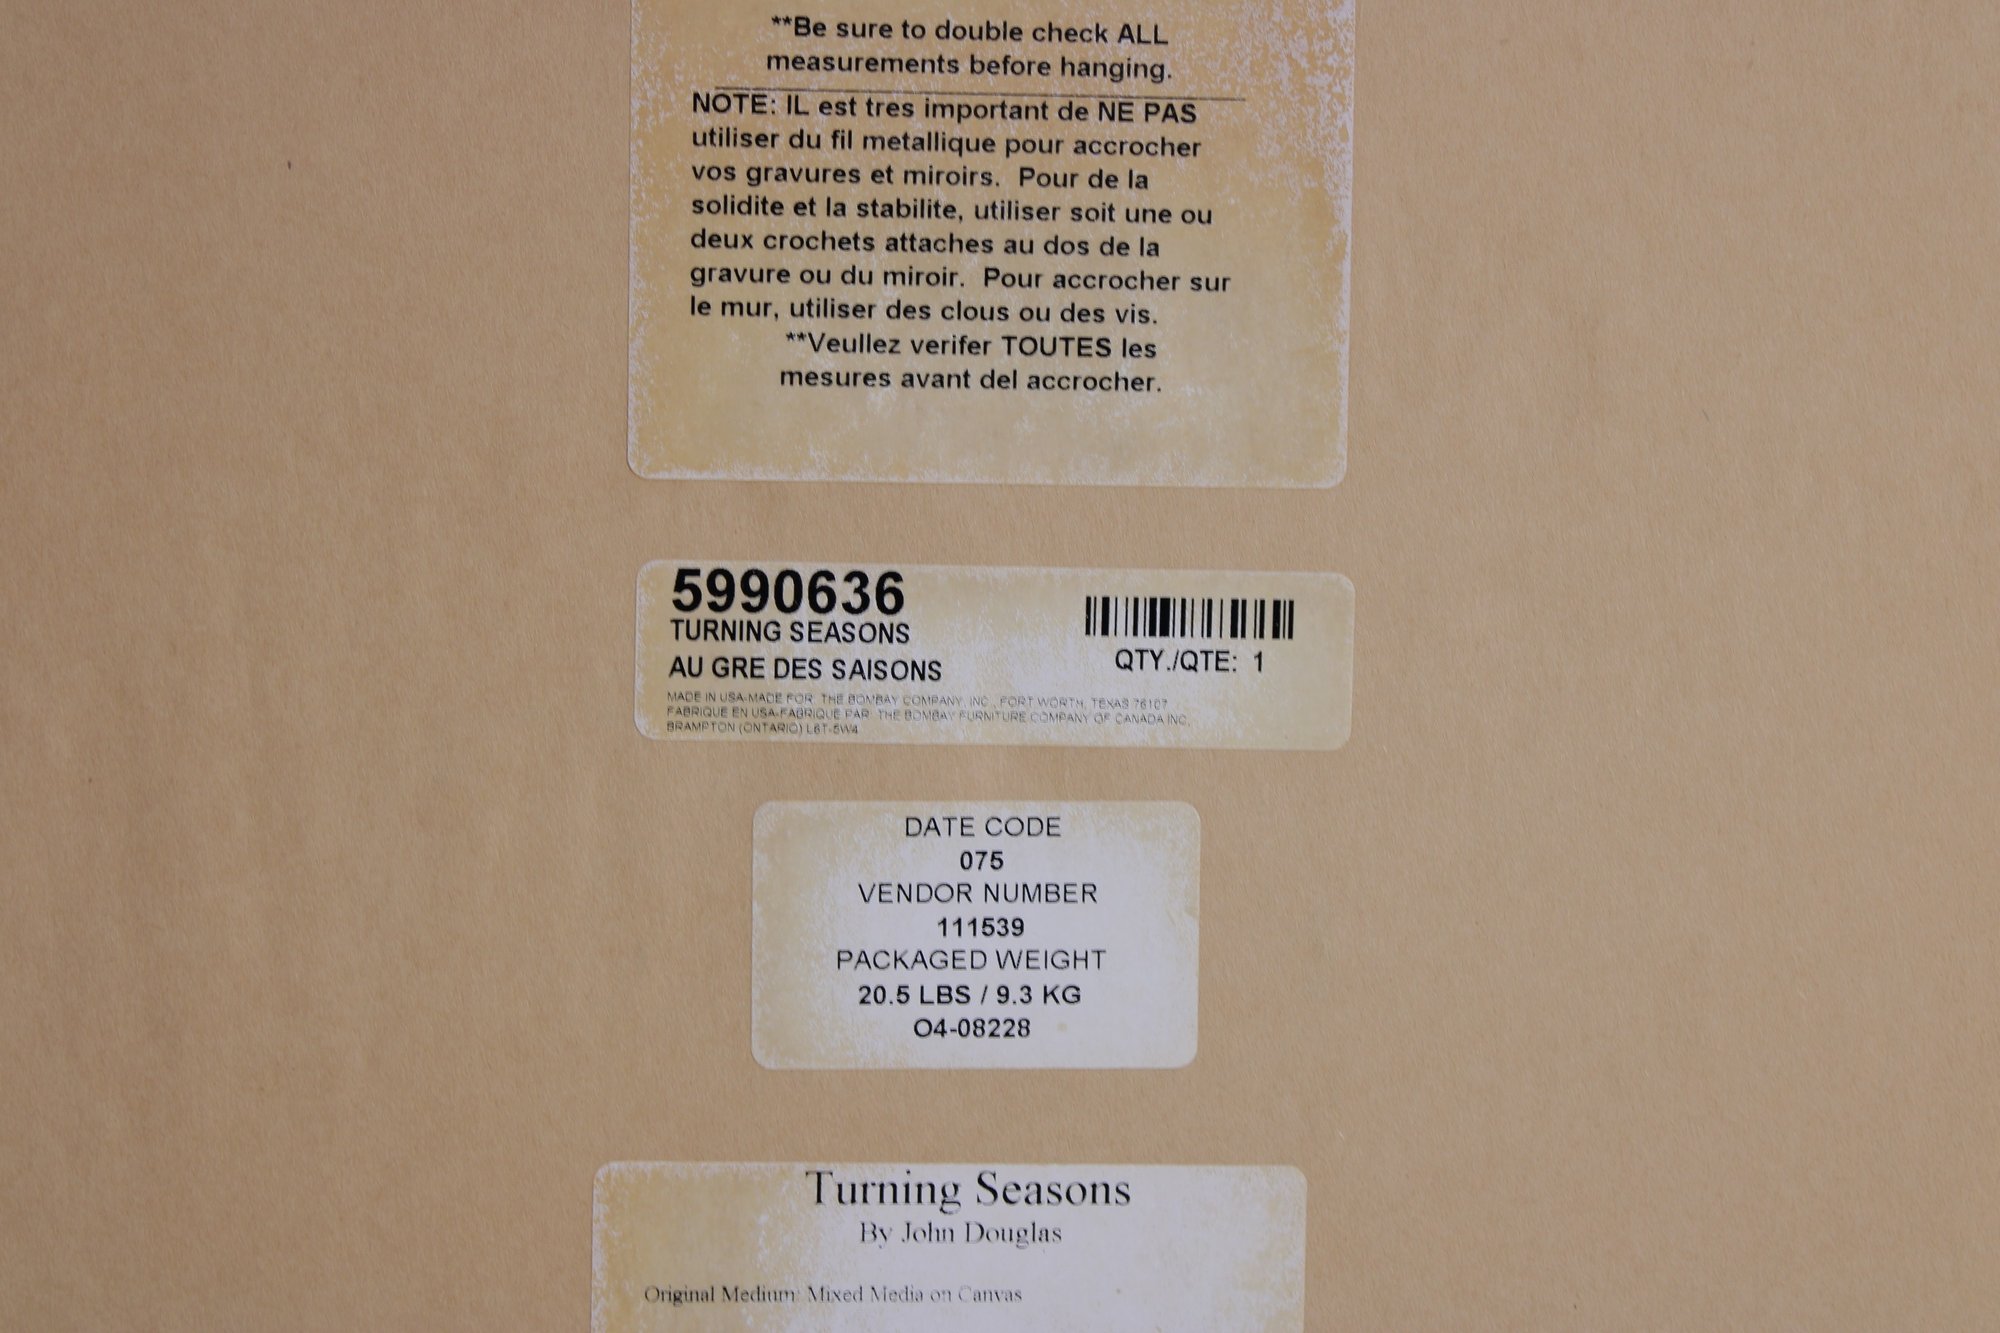 **Be sure to double check ALL
measurements before hanging.
NOTE: IL est tres important de NE PAS
utiliser du fil metallique pour accrocher
vos gravures et miroirs. Pour de la
solidite et la stabilite, utiliser soit une ou
deux crochets attaches au dos de la
gravure ou du miroir. Pour accrocher sur
le mur, utiliser des clous ou des vis.
**Veullez verifer TOUTES les
mesures avant del accrocher.
5990636
TURNING SEASONS
AU GRE DES SAISONS
QTY./QTE: 1
MADE IN USA-MADE FOR: THE BOMBAY COMPANY, INC., FORT WORTH, TEXAS 76107
FABRIQUE EN USA-FABRIQUE PAR: THE BOMBAY FURNITURE COMPANY OF CANADA INC,
BRAMPTON (ONTARIO) L6T-5W4
DATE CODE
075
VENDOR NUMBER
111539
PACKAGED WEIGHT
20.5 LBS / 9.3 KG
O4-08228
Turning Seasons
By John Douglas
Original Medium: Mixed Media on Canvas